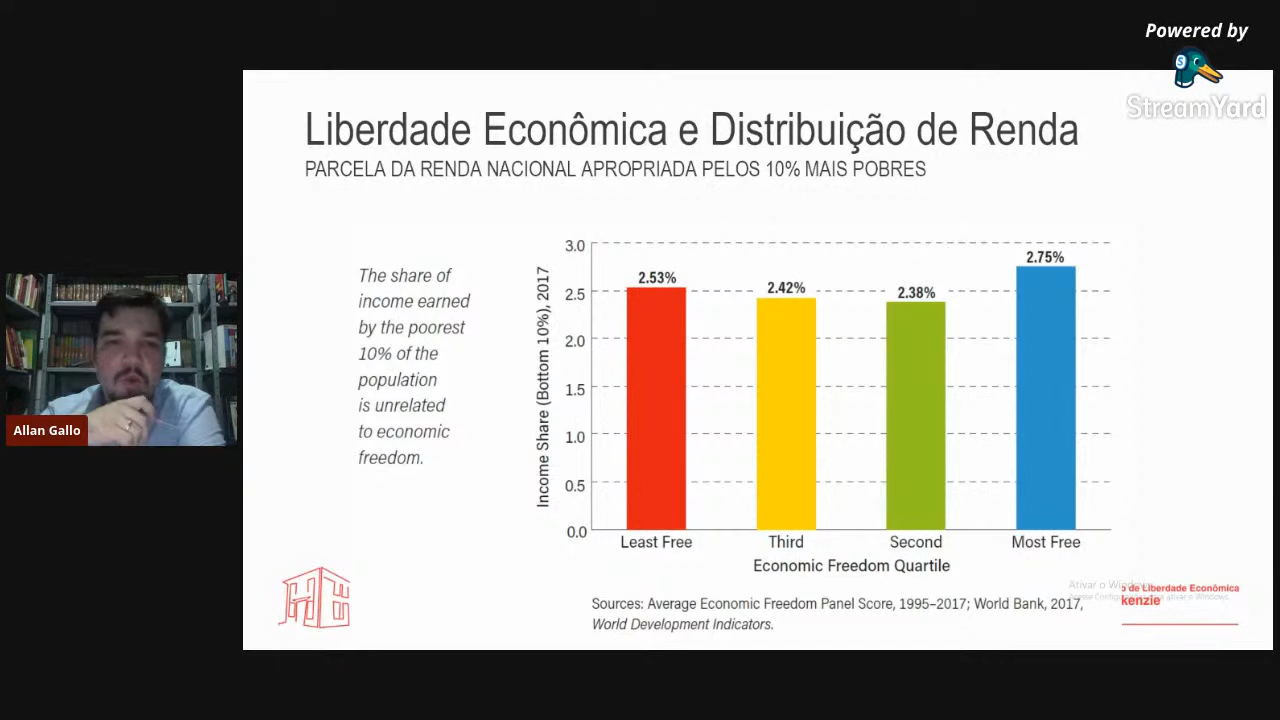 Powered by
StreamYard
Liberdade Econômica e Distribuição de Renda
PARCELA DA RENDA NACIONAL APROPRIADA PELOS 10% MAIS POBRES
The share of
income earned
by the poorest
10% of the
population
is unrelated
to economic
freedom.
Income Share (Bottom 10%), 2017
3.0
2.5
2.0
1.5
1.0
0.5
0.0
2.53%
2.42%
2.38%
2.75%
Least Free Third Second Most Free
Economic Freedom Quartile
Sources: Average Economic Freedom Panel Score, 1995–2017; World Bank, 2017,
World Development Indicators.
Ativar o Windows
o de Liberdade Econômica
kenzie
Allan Gallo